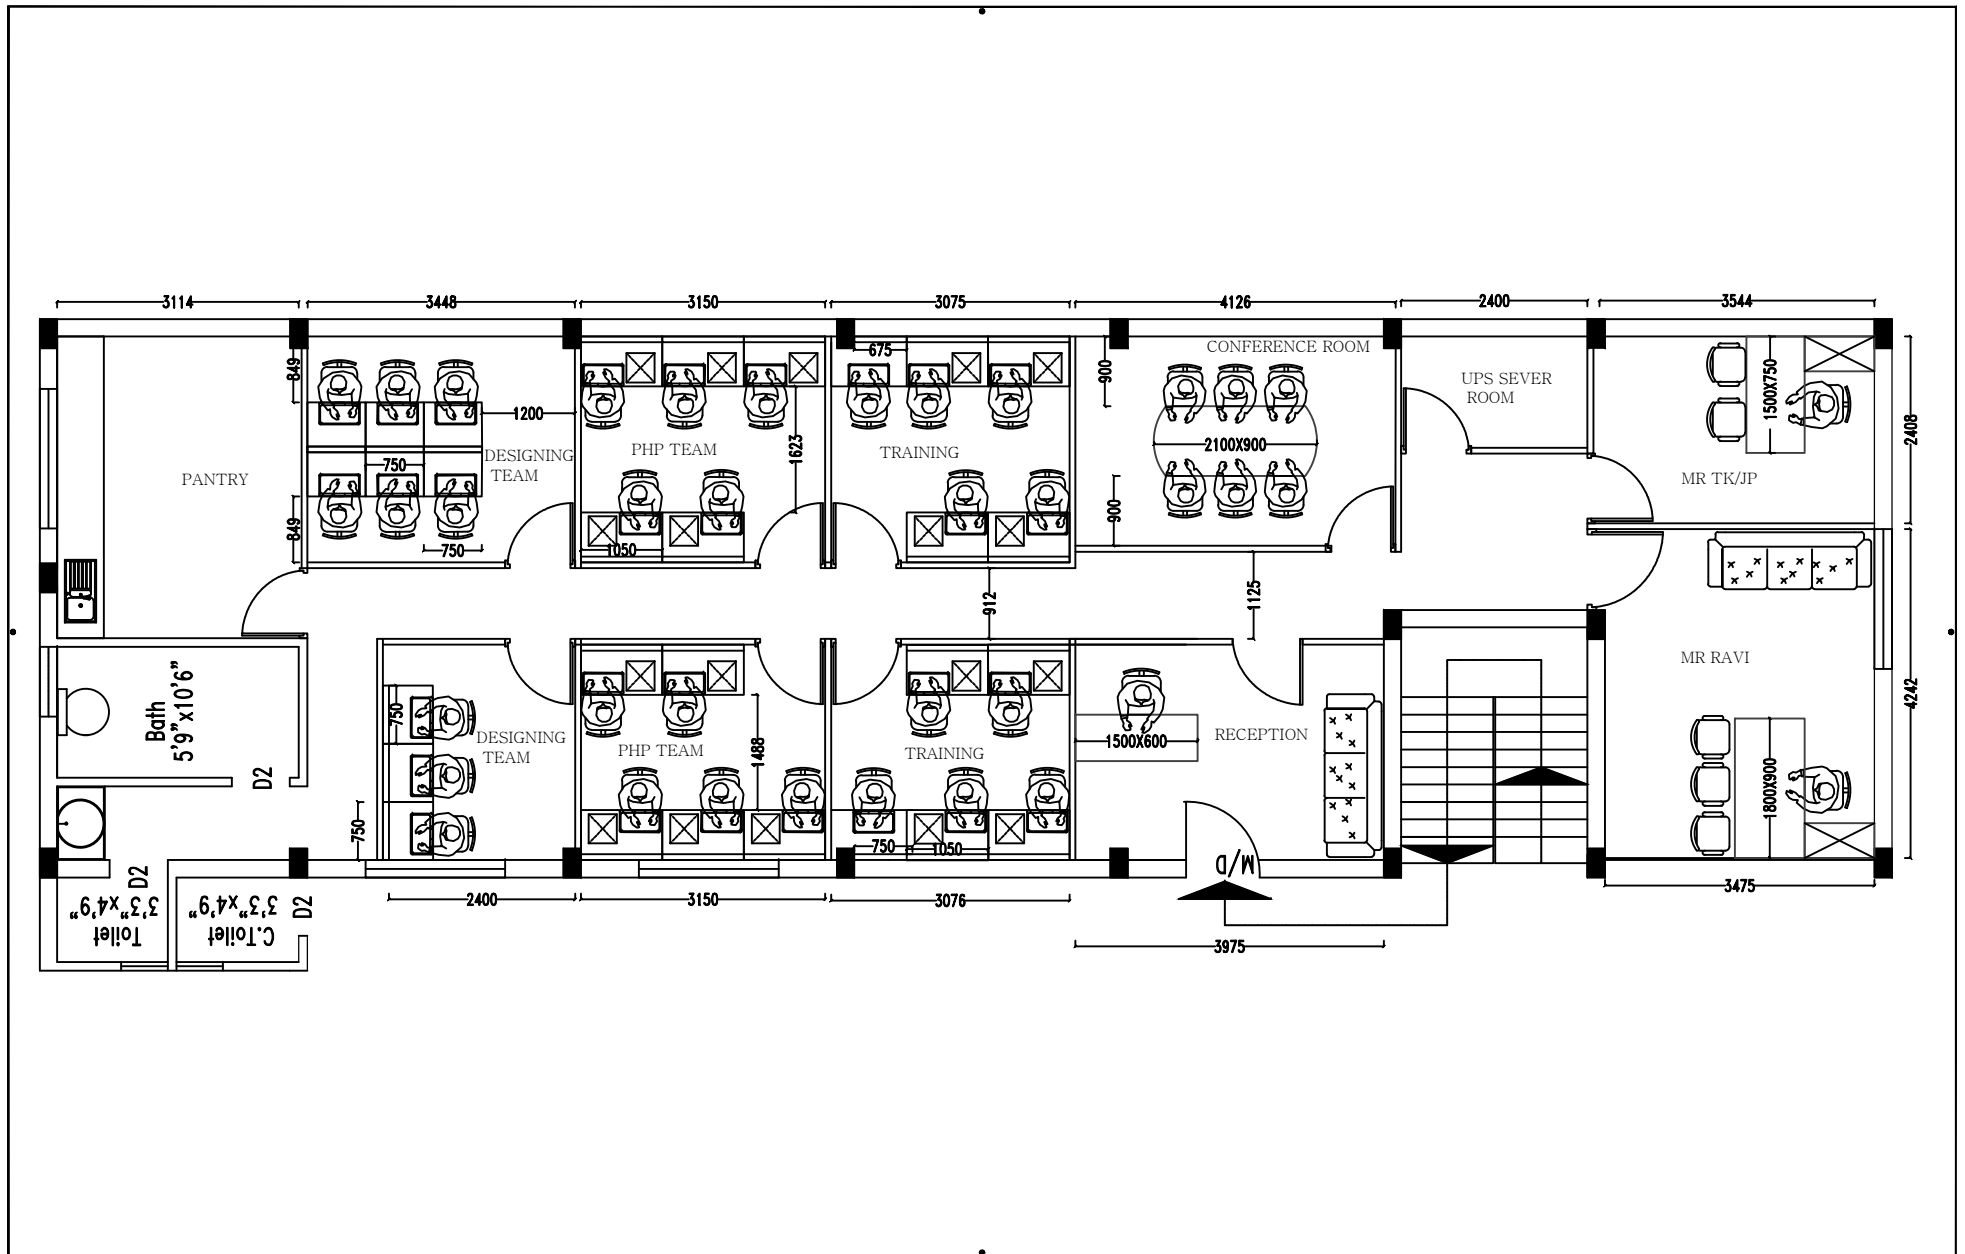 3114
3448
3150
3075
4126
2400
3544
849
1200
750
849
750
DESIGNING
TEAM
PANTRY
PHP TEAM
1623
1050
675
TRAINING
900
CONFERENCE ROOM
2100X900
900
UPS SEVER
ROOM
1500X750
MR TK/JP
2408
912
1125
Bath
5'9"x10'6"
D2
750
750
DESIGNING
TEAM
PHP TEAM
1488
TRAINING
750
1050
1500X600
RECEPTION
M/D
MR RAVI
1800X900
4242
D2
Toilet
3'3"x4'9"
C.Toilet
3'3"x4'9"
D2
2400
3150
3076
3975
3475